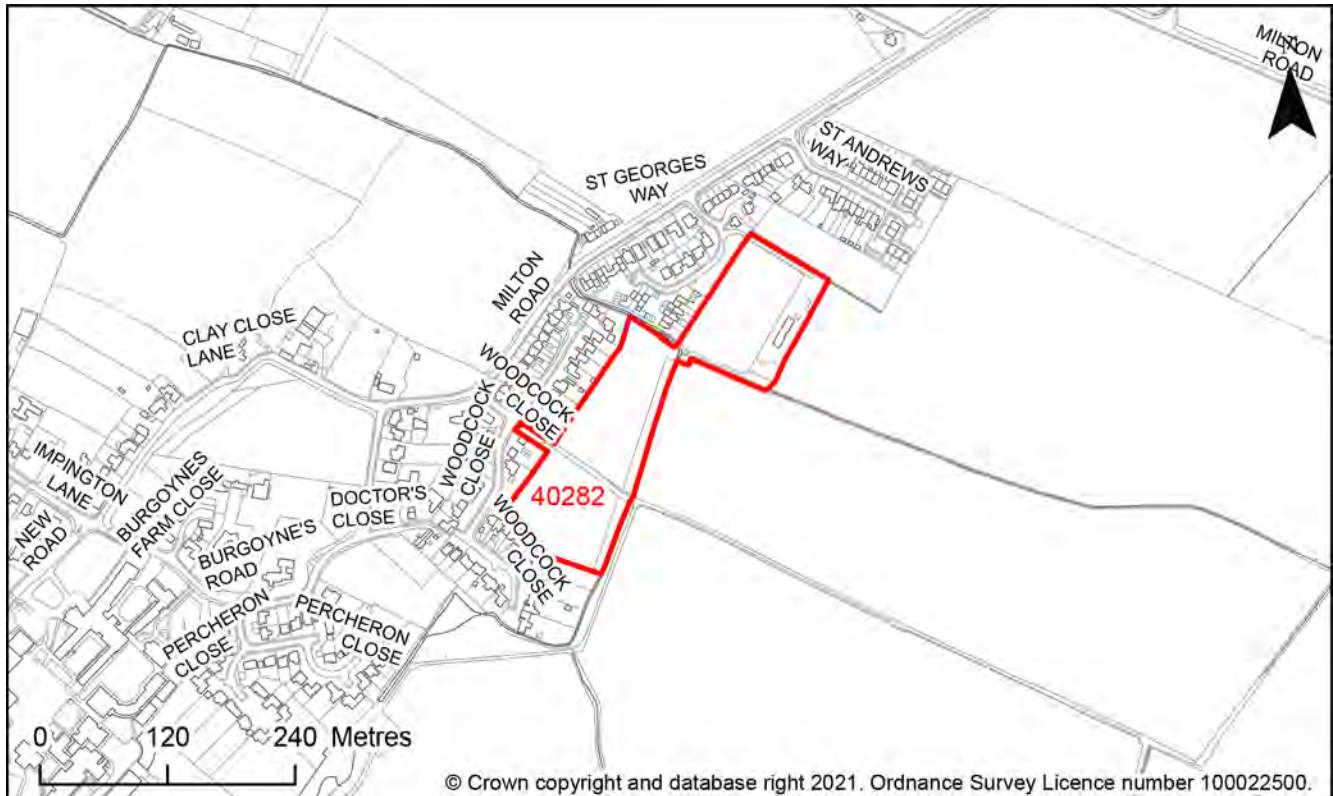 MILTON
ROAD
ST ANDREWS
WAY
ST GEORGES
WAY
MILTON
ROAD
CLAY CLOSE
LANE
WOODCOCK
CLOSE
WOODCOCK
CLOSE
IMPINGTON
LANE
BURGOYNES
FARM CLOSE
DOCTOR'S
CLOSE
40282
NEW
ROAD
BURGOYNE'S
ROAD
WOODCOCK
CLOSE
PERCHERON
CLOSE
PERCHERON
CLOSE
0 120 240 Metres
© Crown copyright and database right 2021. Ordnance Survey Licence number 100022500.